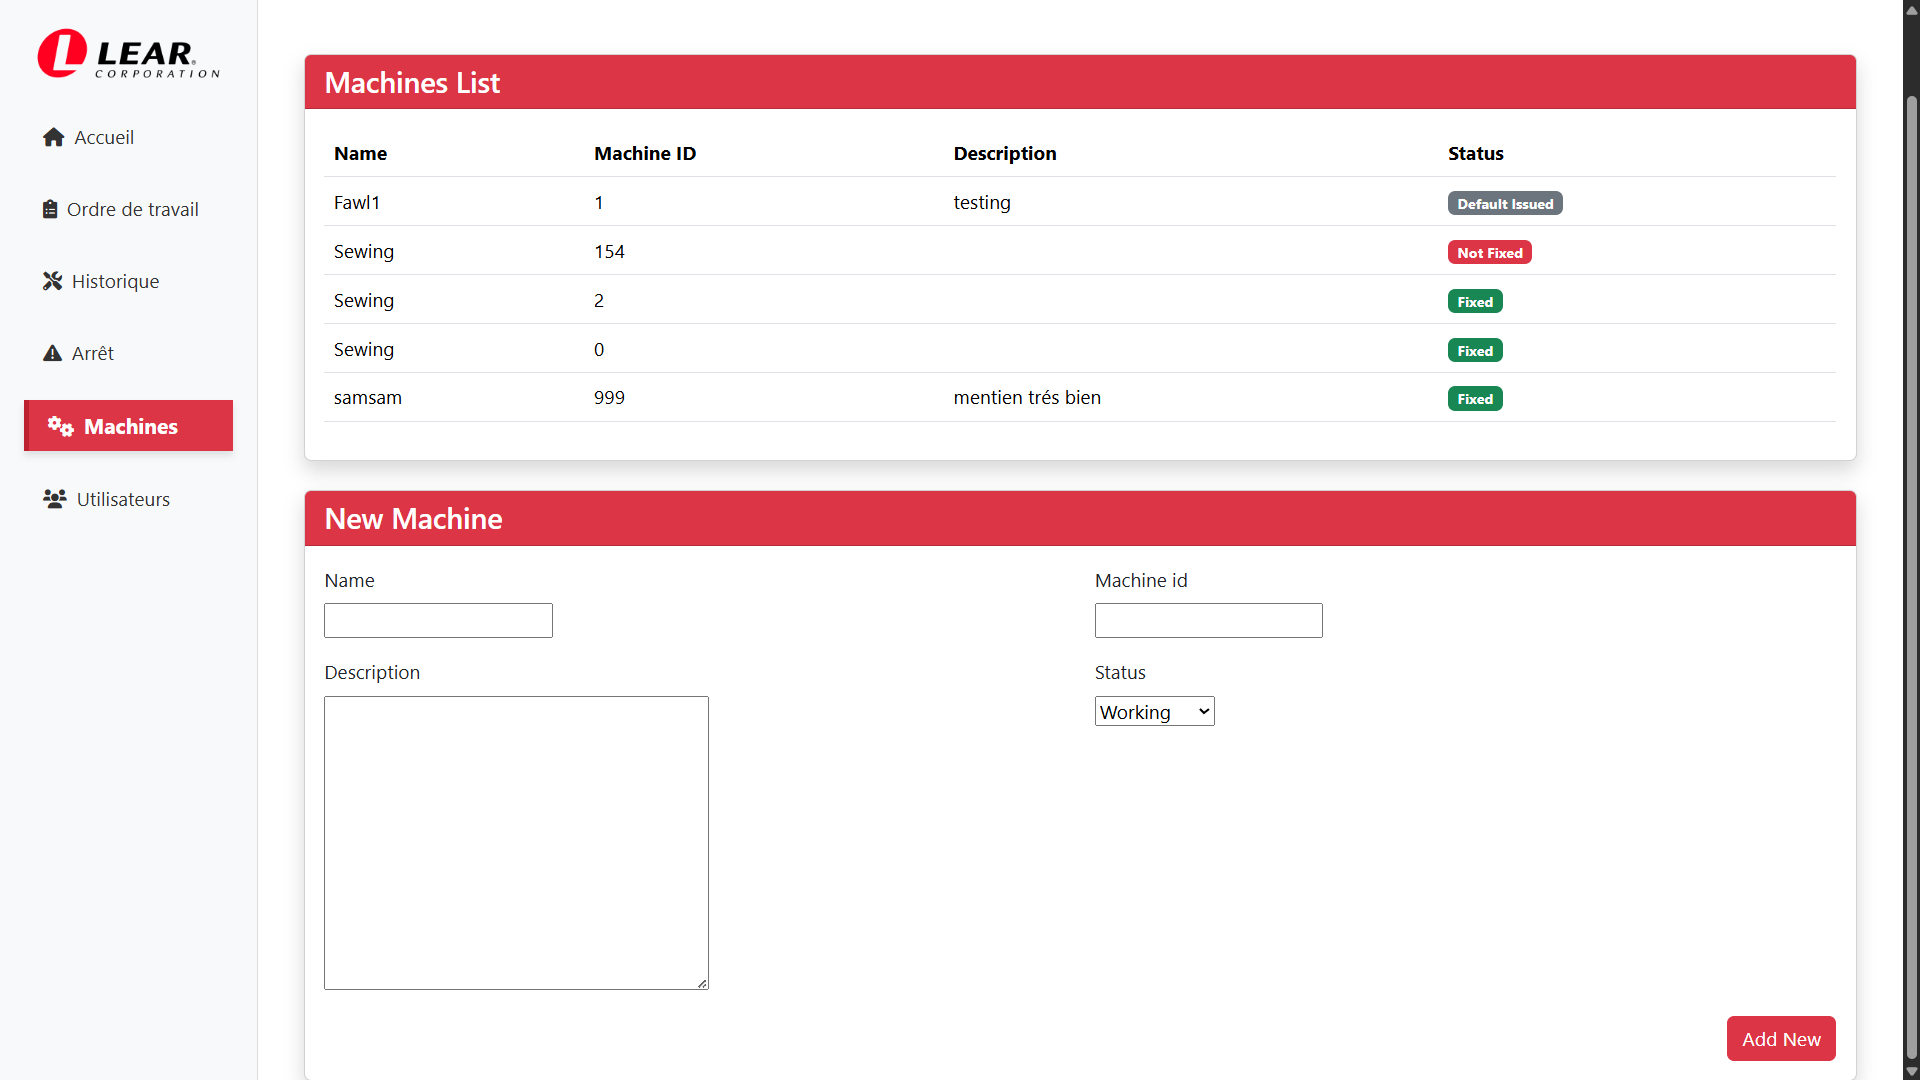 LEAR
CORPORATION
Accueil
Ordre de travail
Historique
Arrêt
Machines
Utilisateurs
Machines List
Name Machine ID Description Status
Fawl1 1 testing Default Issued
Sewing 154 Not Fixed
Sewing 2 Fixed
Sewing 0 Fixed
samsam 999 mentien trés bien Fixed
New Machine
Name Machine id
Description Status
Working
Add New